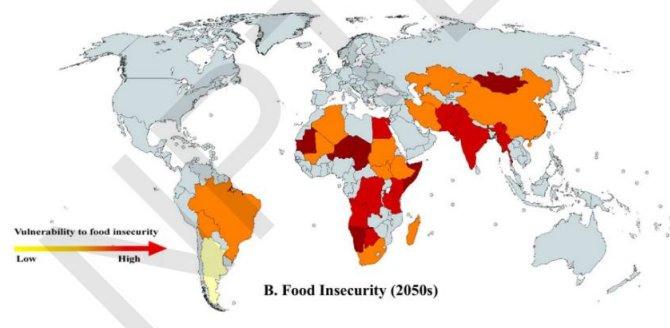 Vulnerability to food insecurity
Low High
B. Food Insecurity (2050s)